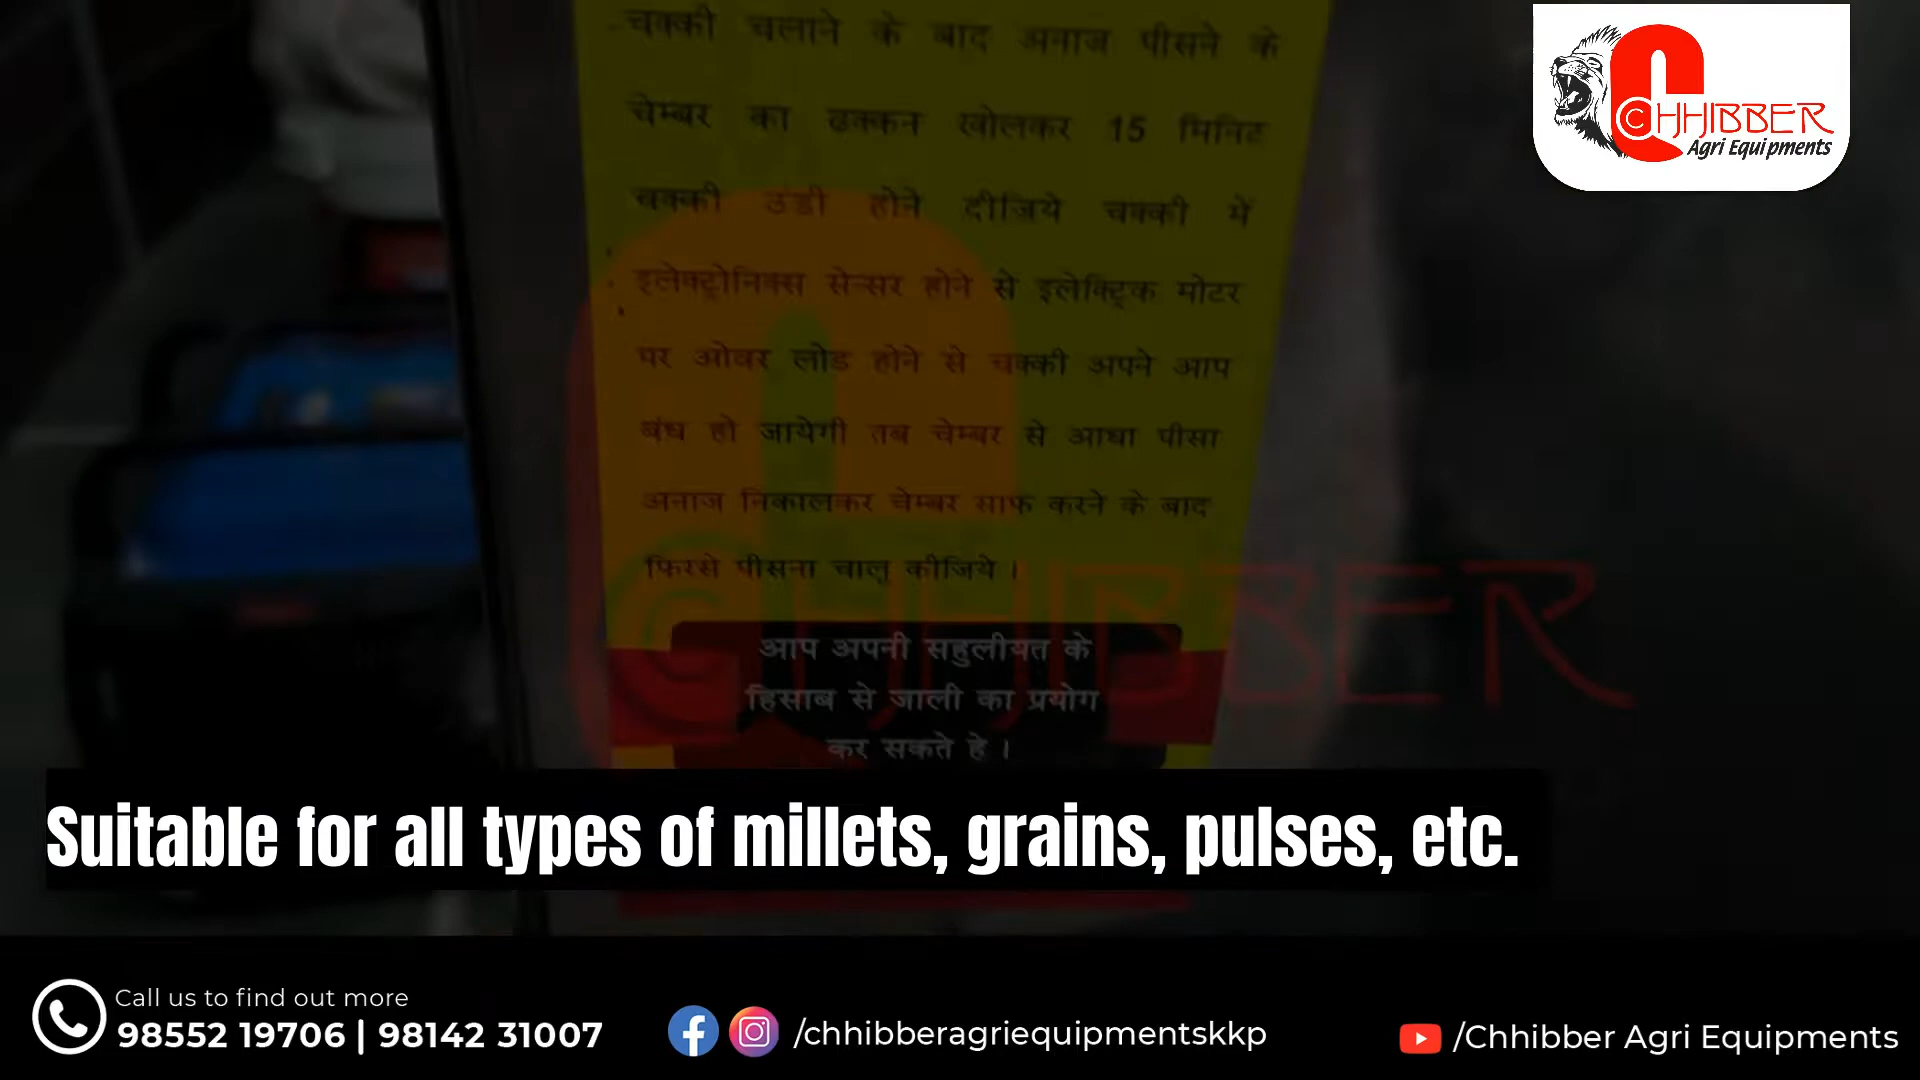 चक्की चलाने के बाद अनाज पीसने के
चेम्बर का ढक्कन खोलकर 15 मिनिट
चक्की ठंडी होने दीजिये चक्की में
इलेक्ट्रोनिक्स सेन्सर होने से इलेक्ट्रिक मोटर
पर ओवर लोड होने से चक्की अपने आप
बंध हो जायेगी तब चेम्बर से आधा पीसा
अनाज निकालकर चेम्बर साफ करने के बाद
फिरसे पीसना चालु कीजिये ।
आप अपनी सहुलीयत के
हिसाब से जाली का प्रयोग
कर सकते हे ।
CHHIBBER
Agri Equipments
CHHIBBER
Suitable for all types of millets, grains, pulses, etc.
Call us to find out more
98552 19706 | 98142 31007
/chhibberagriequipmentskkp
/Chhibber Agri Equipments